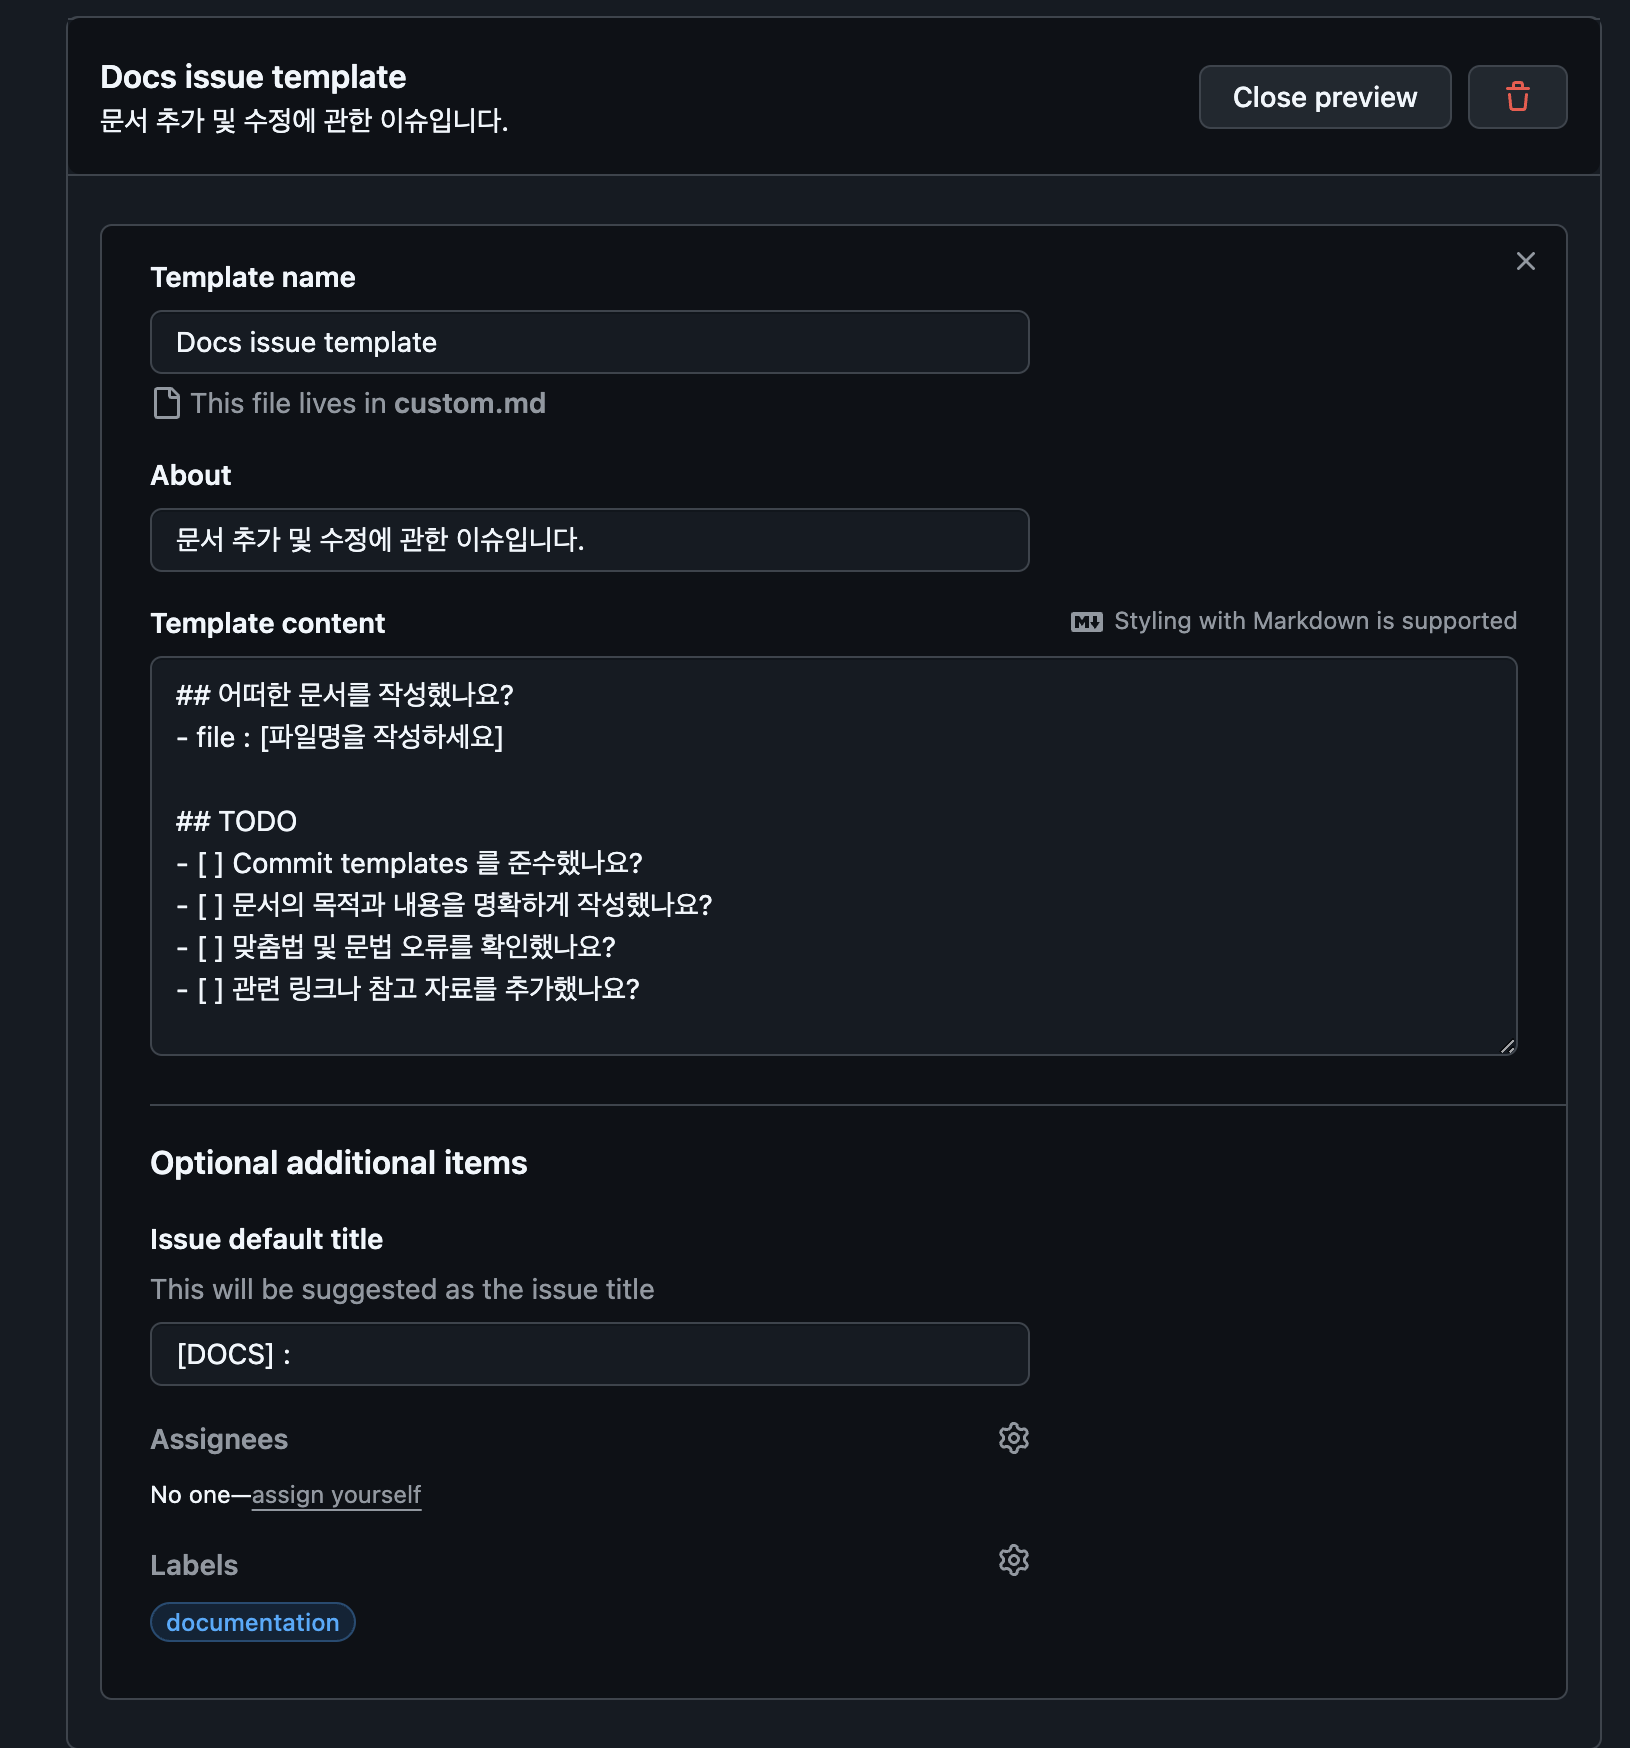 Docs issue template
문서 추가 및 수정에 관한 이슈입니다.
Close preview
Template name
Docs issue template
This file lives in custom.md
About
문서 추가 및 수정에 관한 이슈입니다.
Template content
Styling with Markdown is supported
## 어떠한 문서를 작성했나요?
- file : [파일명을 작성하세요]
## TODO
- [ ] Commit templates 를 준수했나요?
- [ ] 문서의 목적과 내용을 명확하게 작성했나요?
- [ ] 맞춤법 및 문법 오류를 확인했나요?
- [ ] 관련 링크나 참고 자료를 추가했나요?
Optional additional items
Issue default title
This will be suggested as the issue title
[DOCS] :
Assignees
No one—assign yourself
Labels
documentation